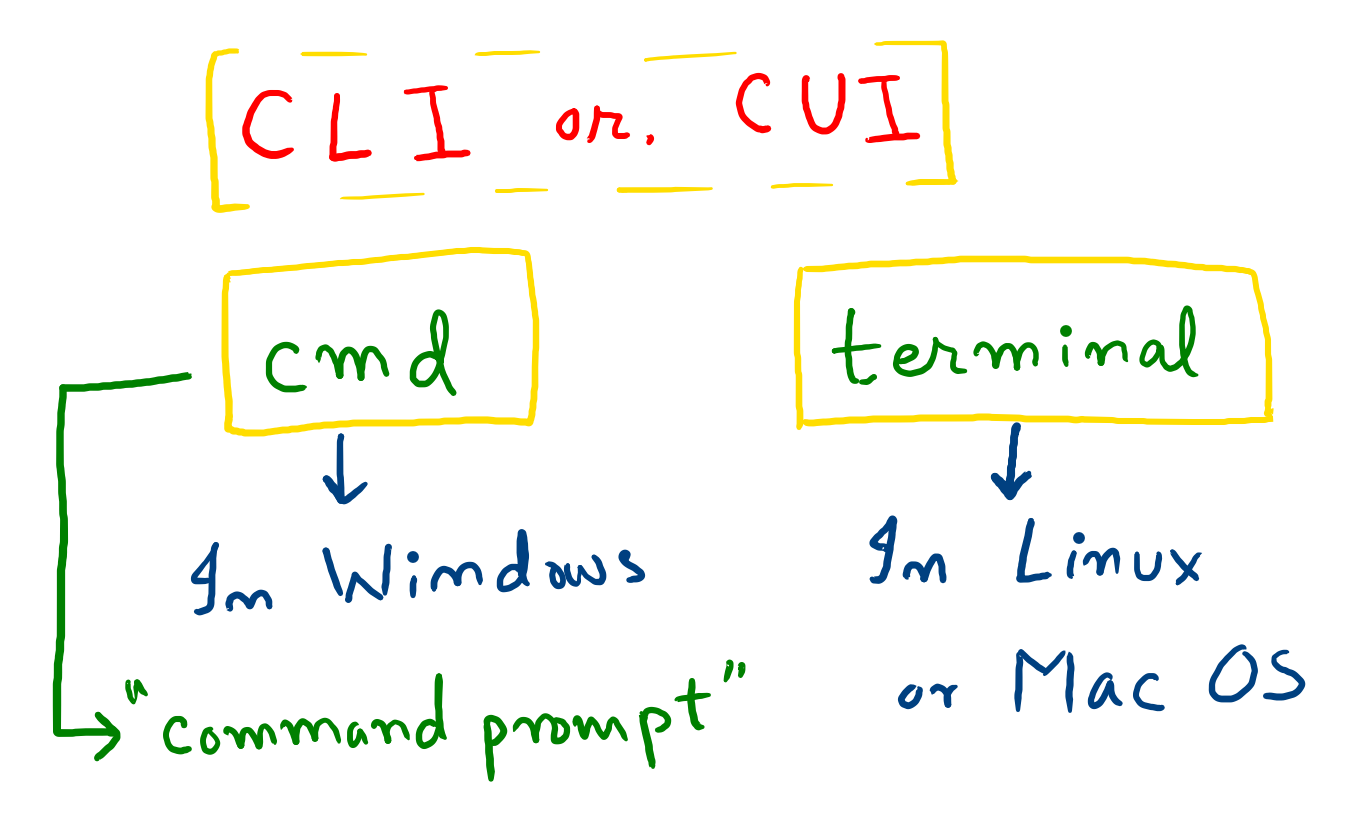 CLI or. CUI
cmd
terminal
In Windows
In Linux
or Mac OS
"command prompt"